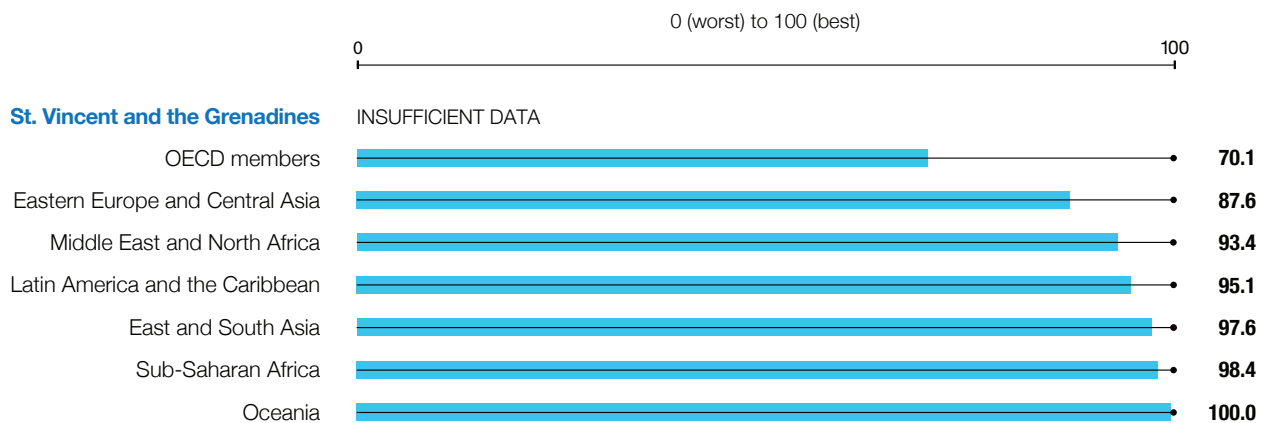 0 (worst) to 100 (best)
0 100
St. Vincent and the Grenadines INSUFFICIENT DATA
OECD members 70.1
Eastern Europe and Central Asia 87.6
Middle East and North Africa 93.4
Latin America and the Caribbean 95.1
East and South Asia 97.6
Sub-Saharan Africa 98.4
Oceania 100.0